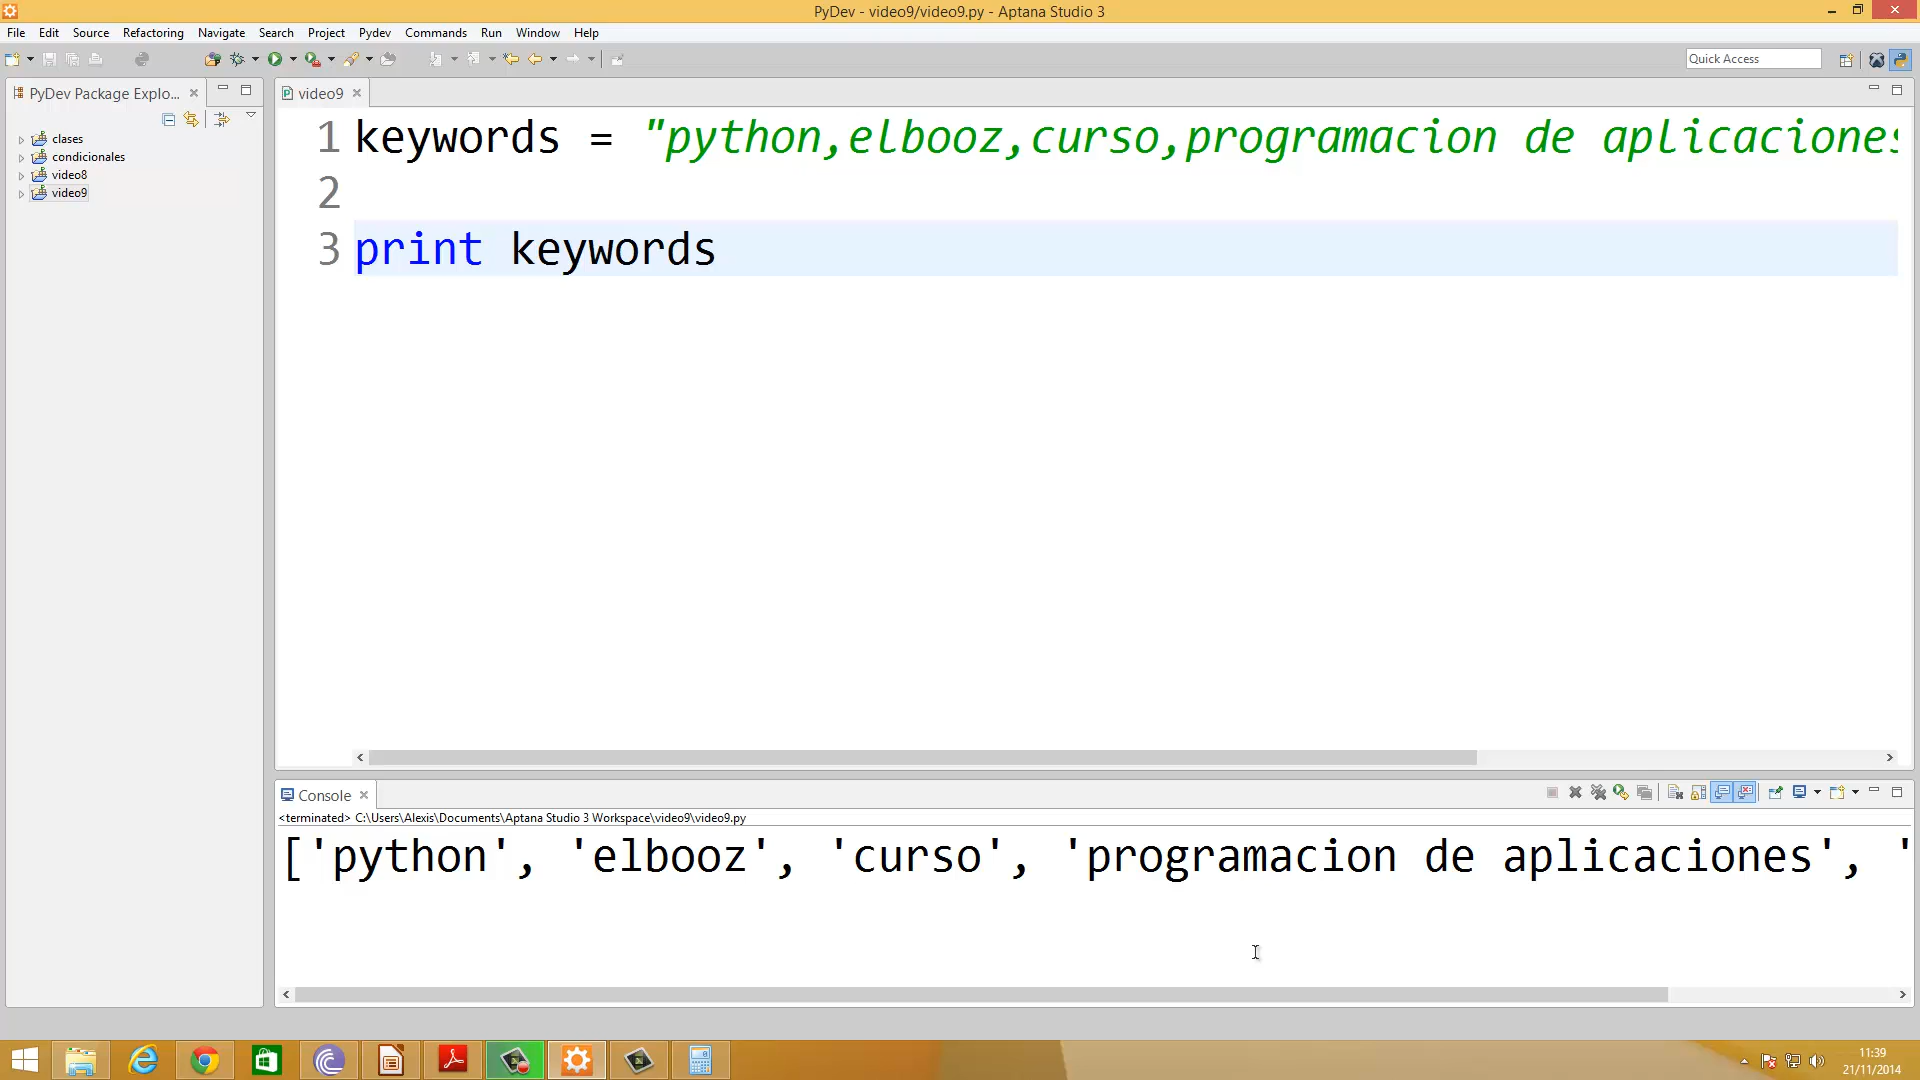 PyDev - video9/video9.py - Aptana Studio 3
File Edit Source Refactoring Navigate Search Project Pydev Commands Run Window Help
Quick Access
PyDev Package Explo...
clases
condicionales
video8
video9
video9
1 keywords = "python,elbooz,curso,programacion de aplicaciones
2
3 print keywords
Console
<terminated> C:\Users\Alexis\Documents\Aptana Studio 3 Workspace\video9\video9.py
['python', 'elbooz', 'curso', 'programacion de aplicaciones', '
11:39
21/11/2014